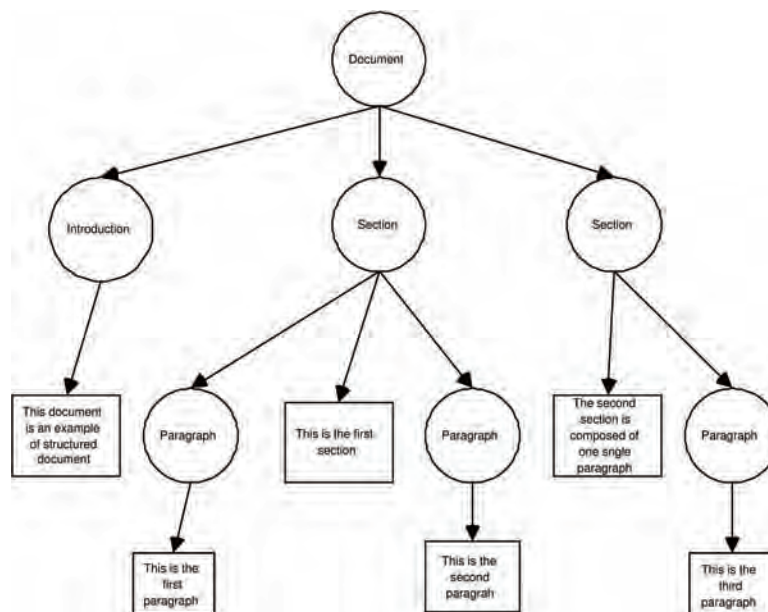 Document
Introduction
Section
Section
This document
is an example
of structured
document
Paragraph
This is the first
section
Paragraph
The second
section is
composed of
one sngle
paragraph
Paragraph
This is the
first
paragraph
This is the
second
paragrah
This is the
third
paragraph